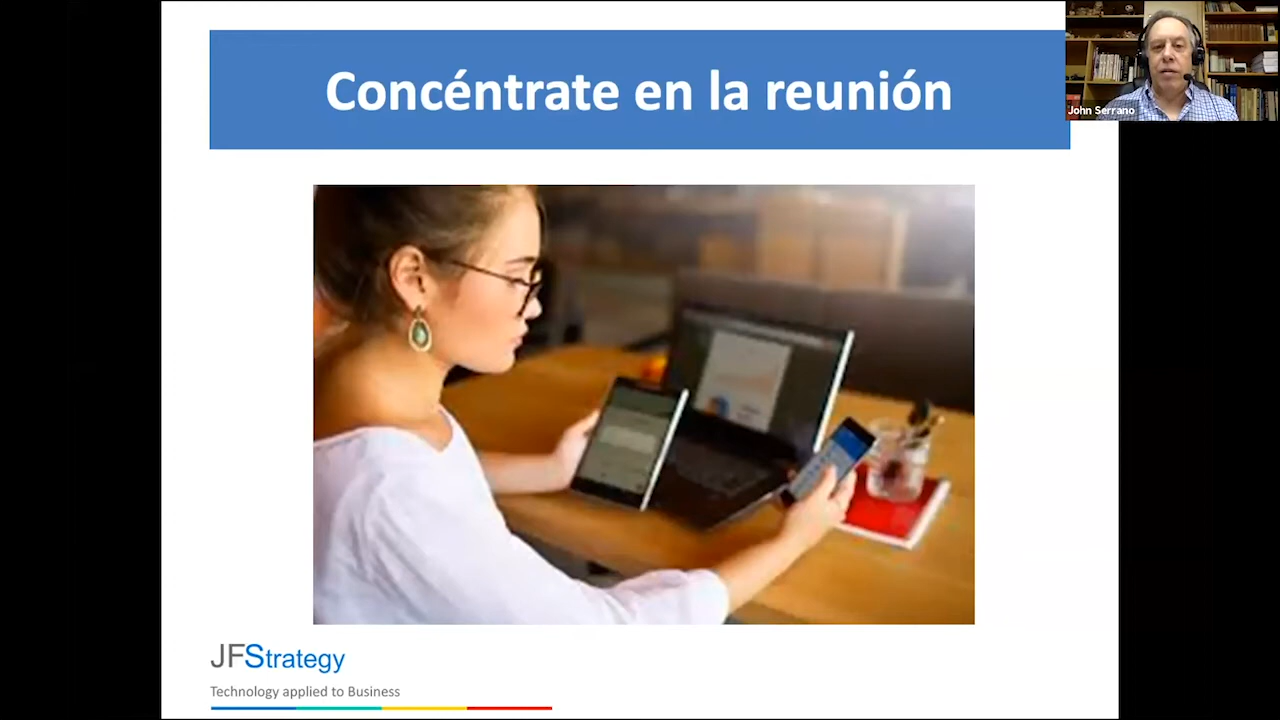 Concéntrate en la reunión
John Serrano
JFStrategy
Technology applied to Business